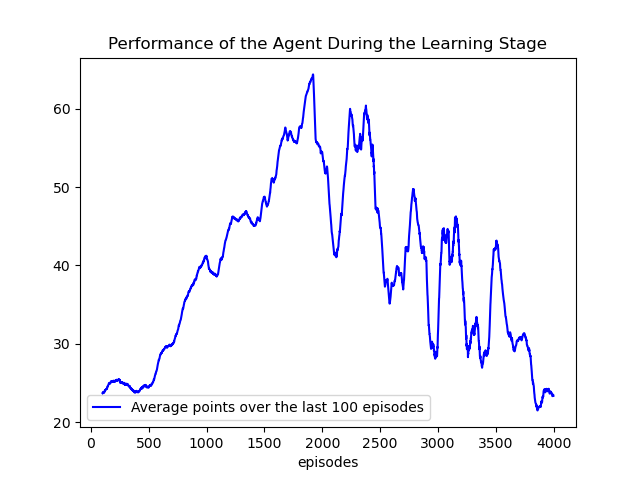 Performance of the Agent During the Learning Stage
60
50
40
30
20
Average points over the last 100 episodes
0 500 1000 1500 2000 2500 3000 3500 4000
episodes